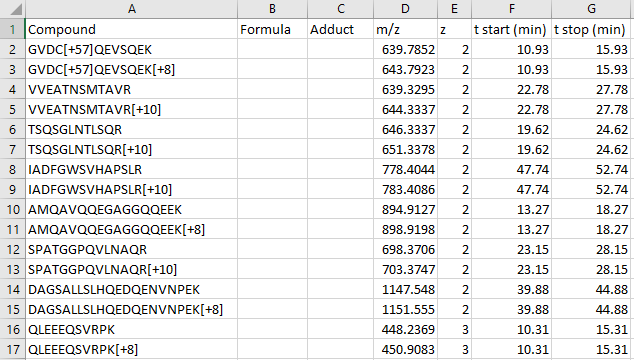 A B C D E F G
1 Compound Formula Adduct m/z z t start (min) t stop (min)
2 GVDC[+57]QEVSQEK 639.7852 2 10.93 15.93
3 GVDC[+57]QEVSQEK[+8] 643.7923 2 10.93 15.93
4 VVEATNSMTAVR 639.3295 2 22.78 27.78
5 VVEATNSMTAVR[+10] 644.3337 2 22.78 27.78
6 TSQSGLNTLSQR 646.3337 2 19.62 24.62
7 TSQSGLNTLSQR[+10] 651.3378 2 19.62 24.62
8 IADFGWSVHAPSLR 778.4044 2 47.74 52.74
9 IADFGWSVHAPSLR[+10] 783.4086 2 47.74 52.74
10 AMQAVQQEGAGGQQEEK 894.9127 2 13.27 18.27
11 AMQAVQQEGAGGQQEEK[+8] 898.9198 2 13.27 18.27
12 SPATGGPQVLNAQR 698.3706 2 23.15 28.15
13 SPATGGPQVLNAQR[+10] 703.3747 2 23.15 28.15
14 DAGSALLSLHQEDQENVNPEK 1147.548 2 39.88 44.88
15 DAGSALLSLHQEDQENVNPEK[+8] 1151.555 2 39.88 44.88
16 QLEEEQSVRPK 448.2369 3 10.31 15.31
17 QLEEEQSVRPK[+8] 450.9083 3 10.31 15.31